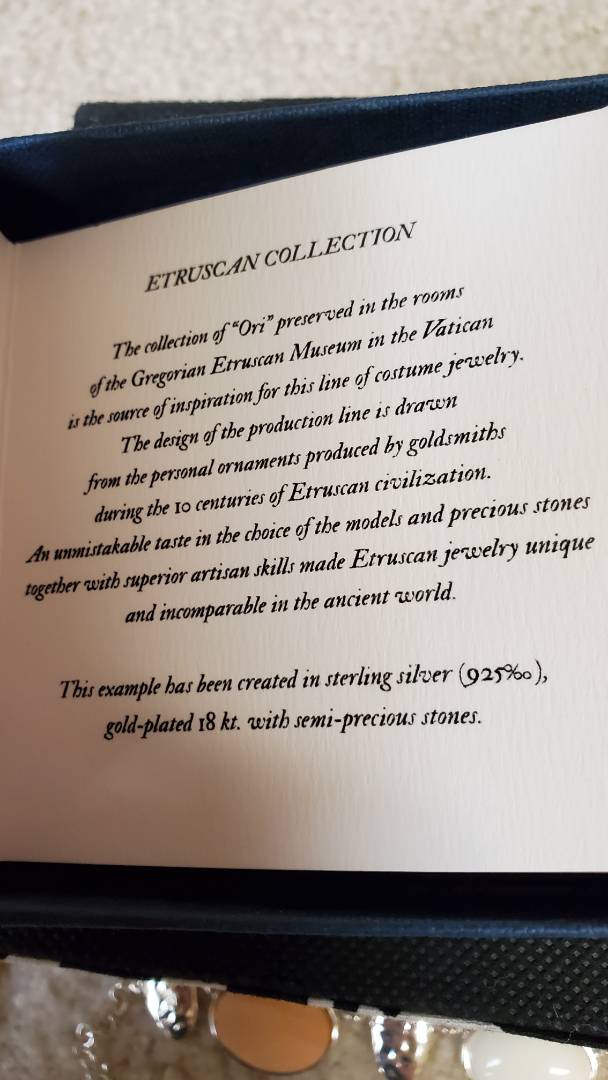 ETRUSCAN COLLECTION
The collection of “Ori” preserved in the rooms
of the Gregorian Etruscan Museum in the Vatican
is the source of inspiration for this line of costume jewelry.
The design of the production line is drawn
from the personal ornaments produced by goldsmiths
during the 10 centuries of Etruscan civilization.
An unmistakable taste in the choice of the models and precious stones
together with superior artisan skills made Etruscan jewelry unique
and incomparable in the ancient world.
This example has been created in sterling silver (925‰),
gold-plated 18 kt. with semi-precious stones.